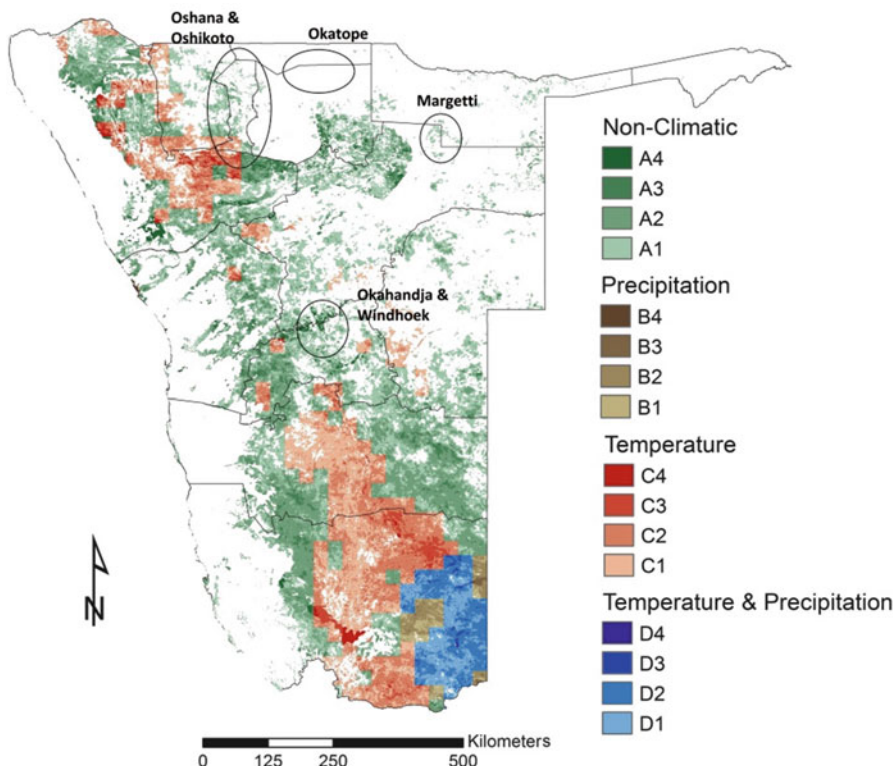 Oshana &
Oshikoto
Okatope
Margetti
Okahandja &
Windhoek
Non-Climatic
A4
A3
A2
A1
Precipitation
B4
B3
B2
B1
Temperature
C4
C3
C2
C1
Temperature & Precipitation
D4
D3
D2
D1
N
Kilometers
0 125 250 500